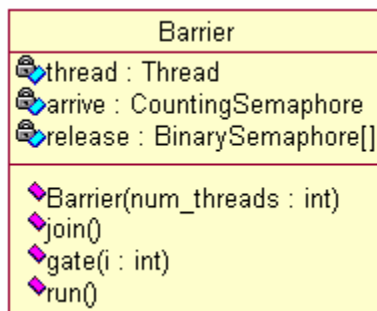 Barrier
thread : Thread
arrive : CountingSemaphore
release : BinarySemaphore[]
Barrier(num_threads : int)
join()
gate(i : int)
run()